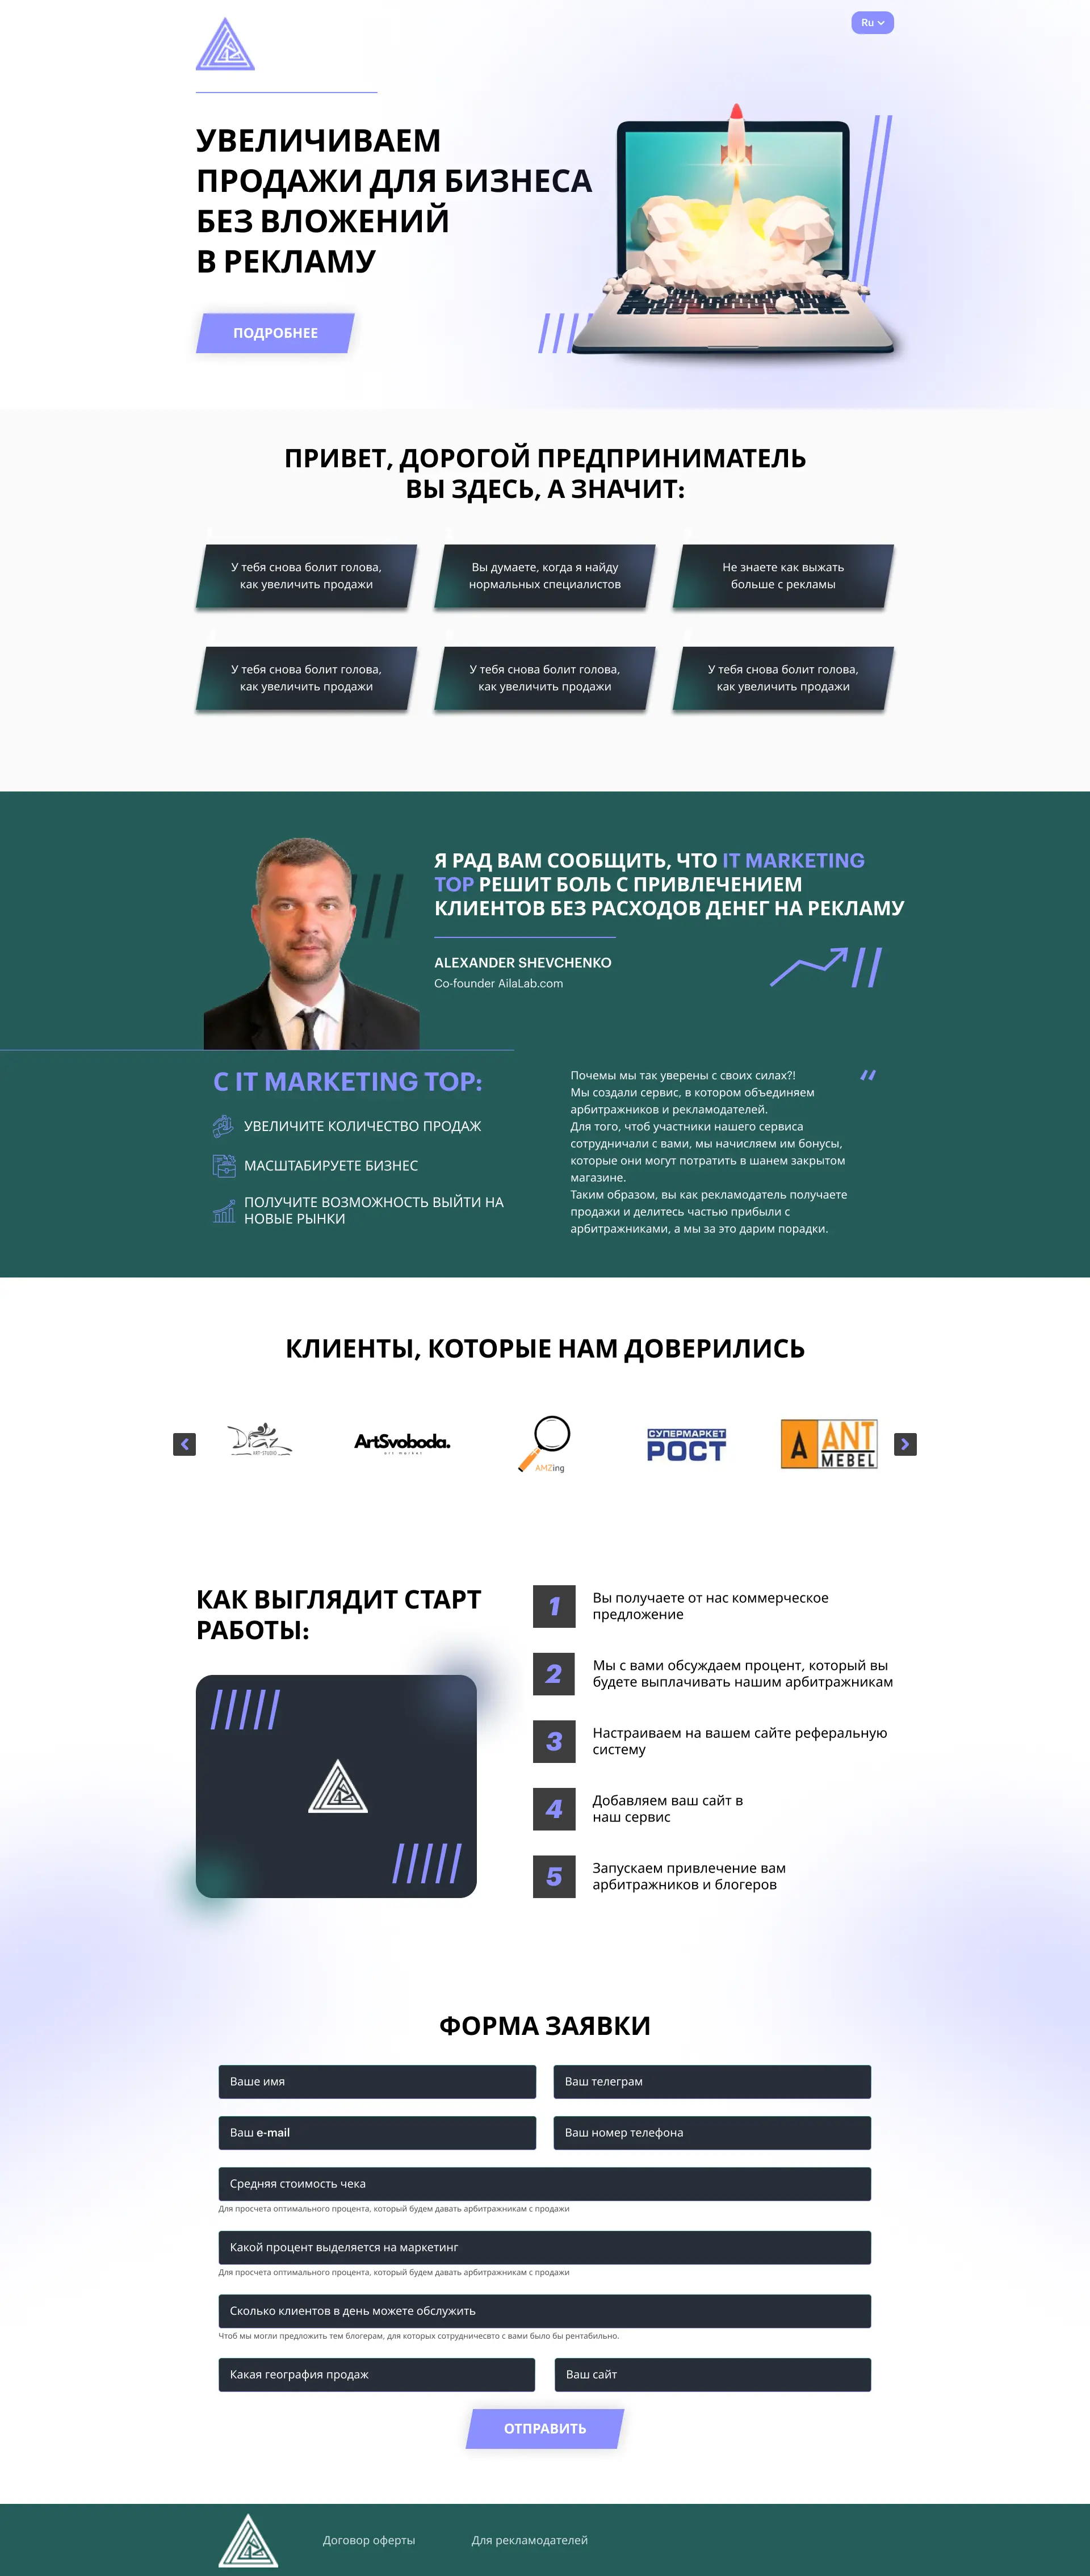 Ru
УВЕЛИЧИВАЕМ
ПРОДАЖИ ДЛЯ БИЗНЕСА
БЕЗ ВЛОЖЕНИЙ
В РЕКЛАМУ
ПОДРОБНЕЕ
ПРИВЕТ, ДОРОГОЙ ПРЕДПРИНИМАТЕЛЬ
ВЫ ЗДЕСЬ, А ЗНАЧИТ:
У тебя снова болит голова,
как увеличить продажи
Вы думаете, когда я найду
нормальных специалистов
Не знаете как выжать
больше с рекламы
У тебя снова болит голова,
как увеличить продажи
У тебя снова болит голова,
как увеличить продажи
У тебя снова болит голова,
как увеличить продажи
Я РАД ВАМ СООБЩИТЬ, ЧТО IT MARKETING
TOP РЕШИТ БОЛЬ С ПРИВЛЕЧЕНИЕМ
КЛИЕНТОВ БЕЗ РАСХОДОВ ДЕНЕГ НА РЕКЛАМУ
ALEXANDER SHEVCHENKO
Co-founder AilaLab.com
С IT MARKETING TOP:
УВЕЛИЧИТЕ КОЛИЧЕСТВО ПРОДАЖ
МАСШТАБИРУЕТЕ БИЗНЕС
ПОЛУЧИТЕ ВОЗМОЖНОСТЬ ВЫЙТИ НА
НОВЫЕ РЫНКИ
Почемы мы так уверены с своих силах?!
Мы создали сервис, в котором объединяем
арбитражников и рекламодателей.
Для того, чтоб участники нашего сервиса
сотрудничали с вами, мы начисляем им бонусы,
которые они могут потратить в шанем закрытом
магазине.
Таким образом, вы как рекламодатель получаете
продажи и делитесь частью прибыли с
арбитражниками, а мы за это дарим порадки.
КЛИЕНТЫ, КОТОРЫЕ НАМ ДОВЕРИЛИСЬ
Diaz
ART-STUDIO
ArtSvoboda.
art market
AMZing
СУПЕРМАРКЕТ
РОСТ
A ANT
MEBEL
КАК ВЫГЛЯДИТ СТАРТ
РАБОТЫ:
1
Вы получаете от нас коммерческое
предложение
2
Мы с вами обсуждаем процент, который вы
будете выплачивать нашим арбитражникам
3
Настраиваем на вашем сайте реферальную
систему
4
Добавляем ваш сайт в
наш сервис
5
Запускаем привлечение вам
арбитражников и блогеров
ФОРМА ЗАЯВКИ
Ваше имя
Ваш телеграм
Ваш e-mail
Ваш номер телефона
Средняя стоимость чека
Для просчета оптимального процента, который будем давать арбитражникам с продажи
Какой процент выделяется на маркетинг
Для просчета оптимального процента, который будем давать арбитражникам с продажи
Сколько клиентов в день можете обслужить
Чтоб мы могли предложить тем блогерам, для которых сотрудничесвто с вами было бы рентабильно.
Какая география продаж
Ваш сайт
ОТПРАВИТЬ
Договор оферты
Для рекламодателей